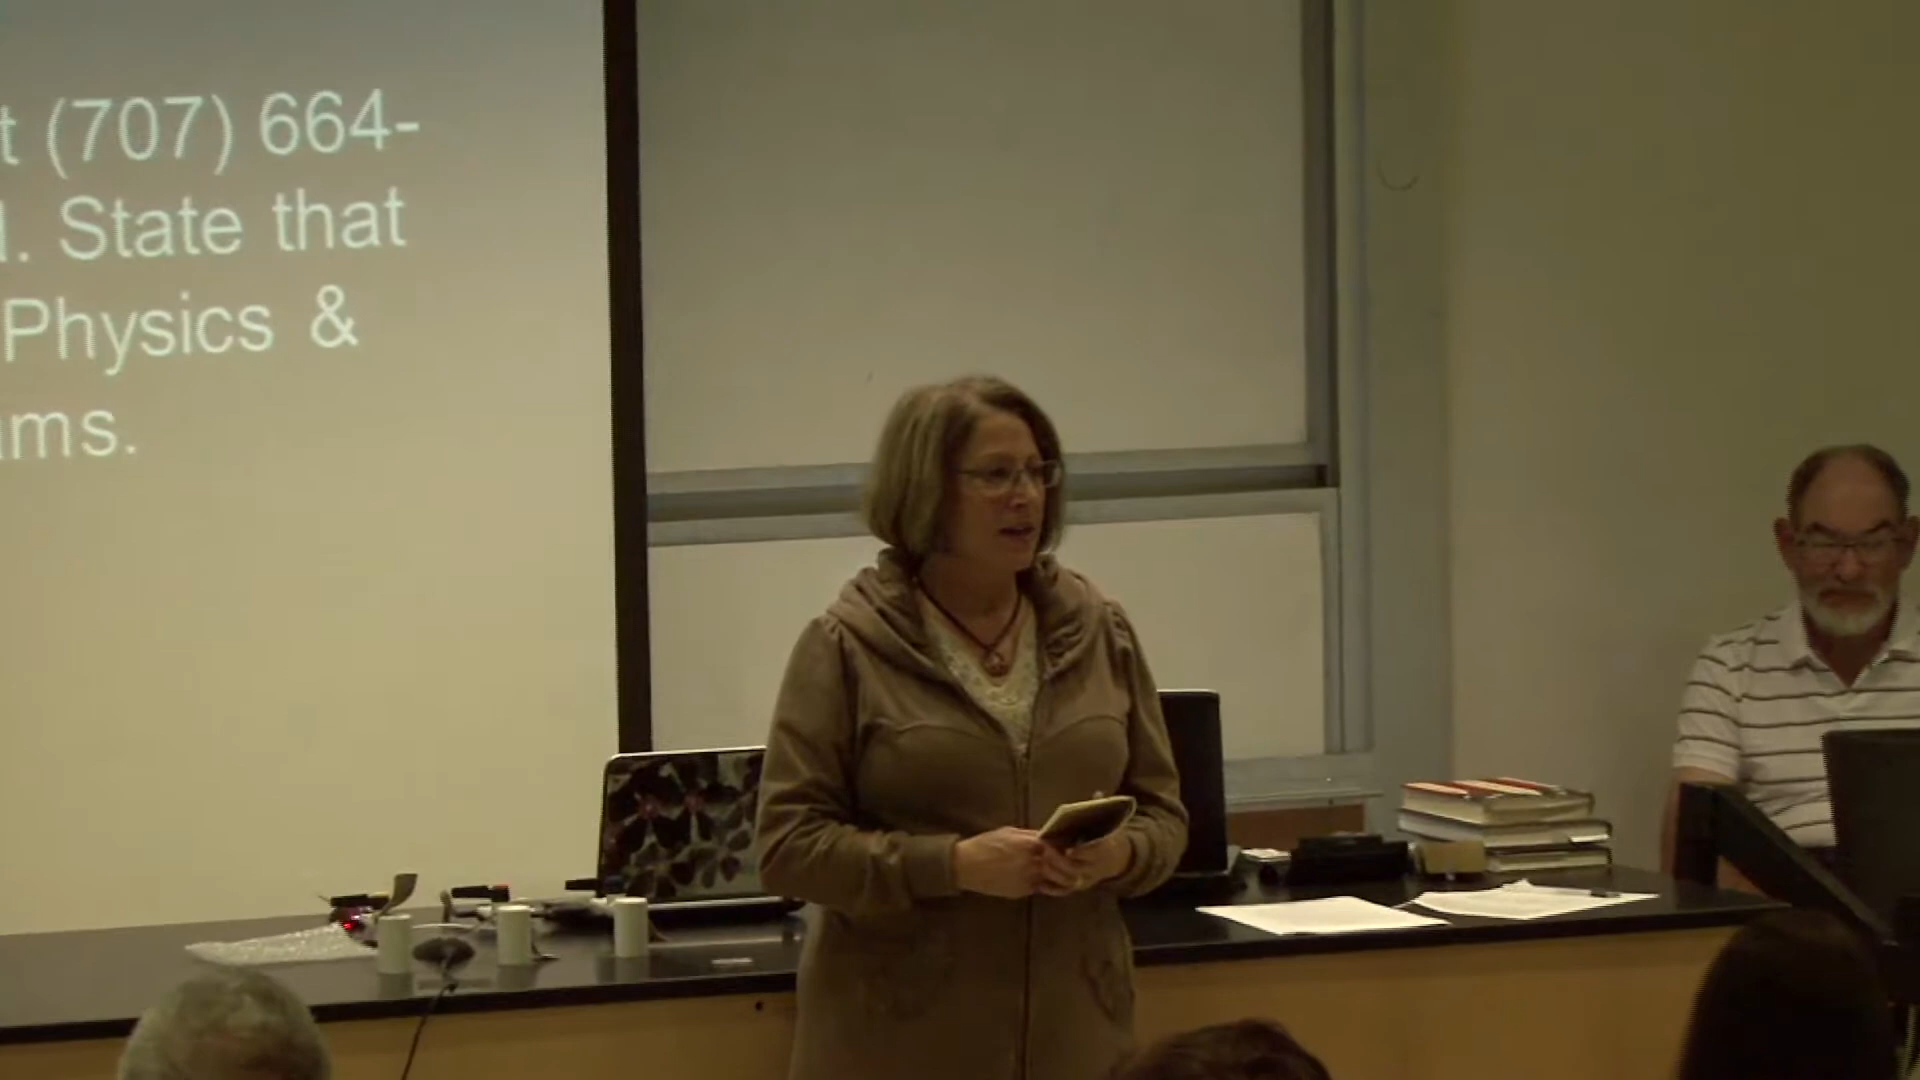 t (707) 664-
. State that
Physics &
ms.